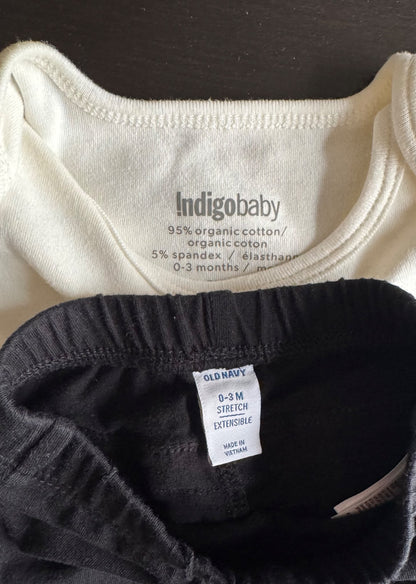 !ndigobaby
95% organic cotton/
organic coton
5% spandex / élasthann
0-3 months /
OLD NAVY
0-3 M
STRETCH
EXTENSIBLE
MADE IN
VIETNAM